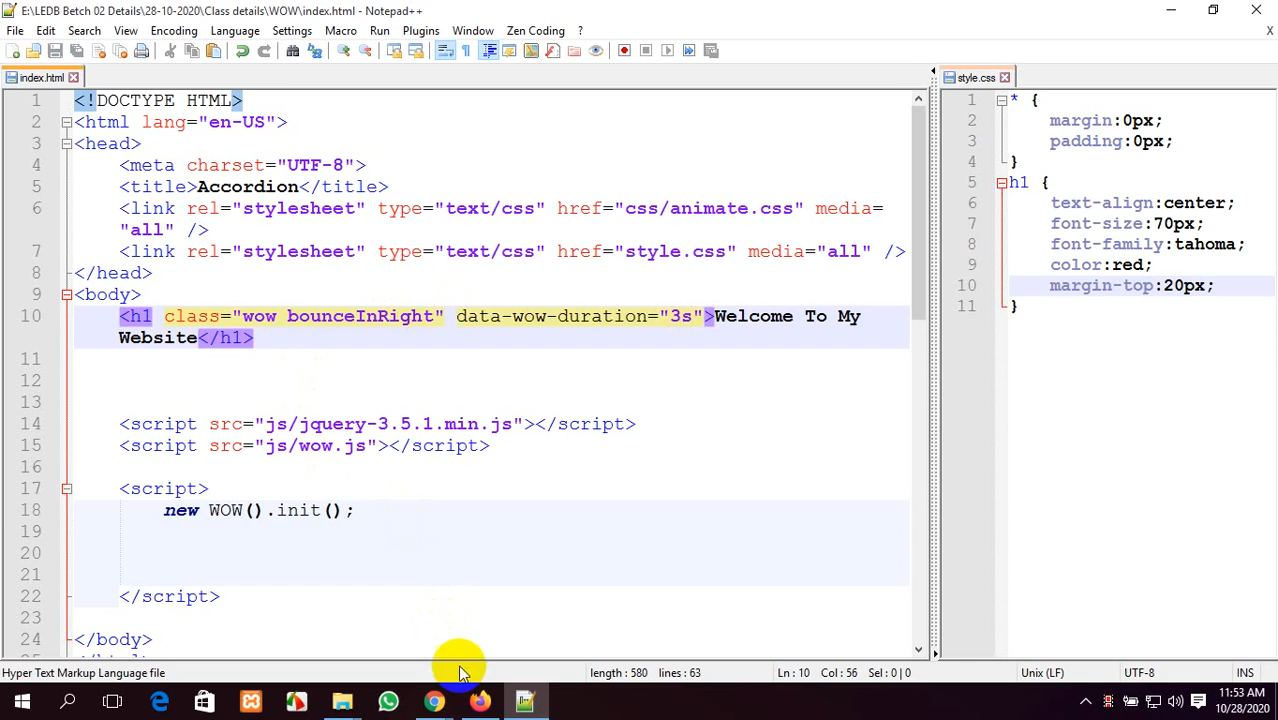 E:\LEDB Betch 02 Details\28-10-2020\Class details\WOW\index.html - Notepad++
File Edit Search View Encoding Language Settings Macro Run Plugins Window Zen Coding ? X
index.html
style.css
1 <!DOCTYPE HTML>
2 <html lang="en-US">
3 <head>
4 <meta charset="UTF-8">
5 <title>Accordion</title>
6 <link rel="stylesheet" type="text/css" href="css/animate.css" media=
"all" />
7 <link rel="stylesheet" type="text/css" href="style.css" media="all" />
8 </head>
9 <body>
10 <h1 class="wow bounceInRight" data-wow-duration="3s">Welcome To My
Website</h1>
11
12
13
14 <script src="js/jquery-3.5.1.min.js"></script>
15 <script src="js/wow.js"></script>
16
17 <script>
18 new WOW().init();
19
20
21
22 </script>
23
24 </body>
1 * {
2 margin:0px;
3 padding:0px;
4 }
5 h1 {
6 text-align:center;
7 font-size:70px;
8 font-family:tahoma;
9 color:red;
10 margin-top:20px;
11 }
Hyper Text Markup Language file length : 580 lines : 63 Ln : 10 Col : 56 Sel : 0 | 0 Unix (LF) UTF-8 INS
11:53 AM
10/28/2020